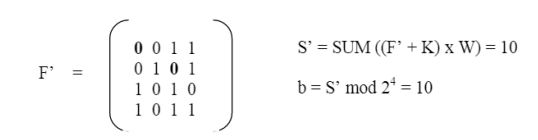 0 0 1 1
0 1 0 1
F’ =
1 0 1 0
1 0 1 1
S’ = SUM ((F’ + K) x W) = 10
b = S’ mod 2⁴ = 10